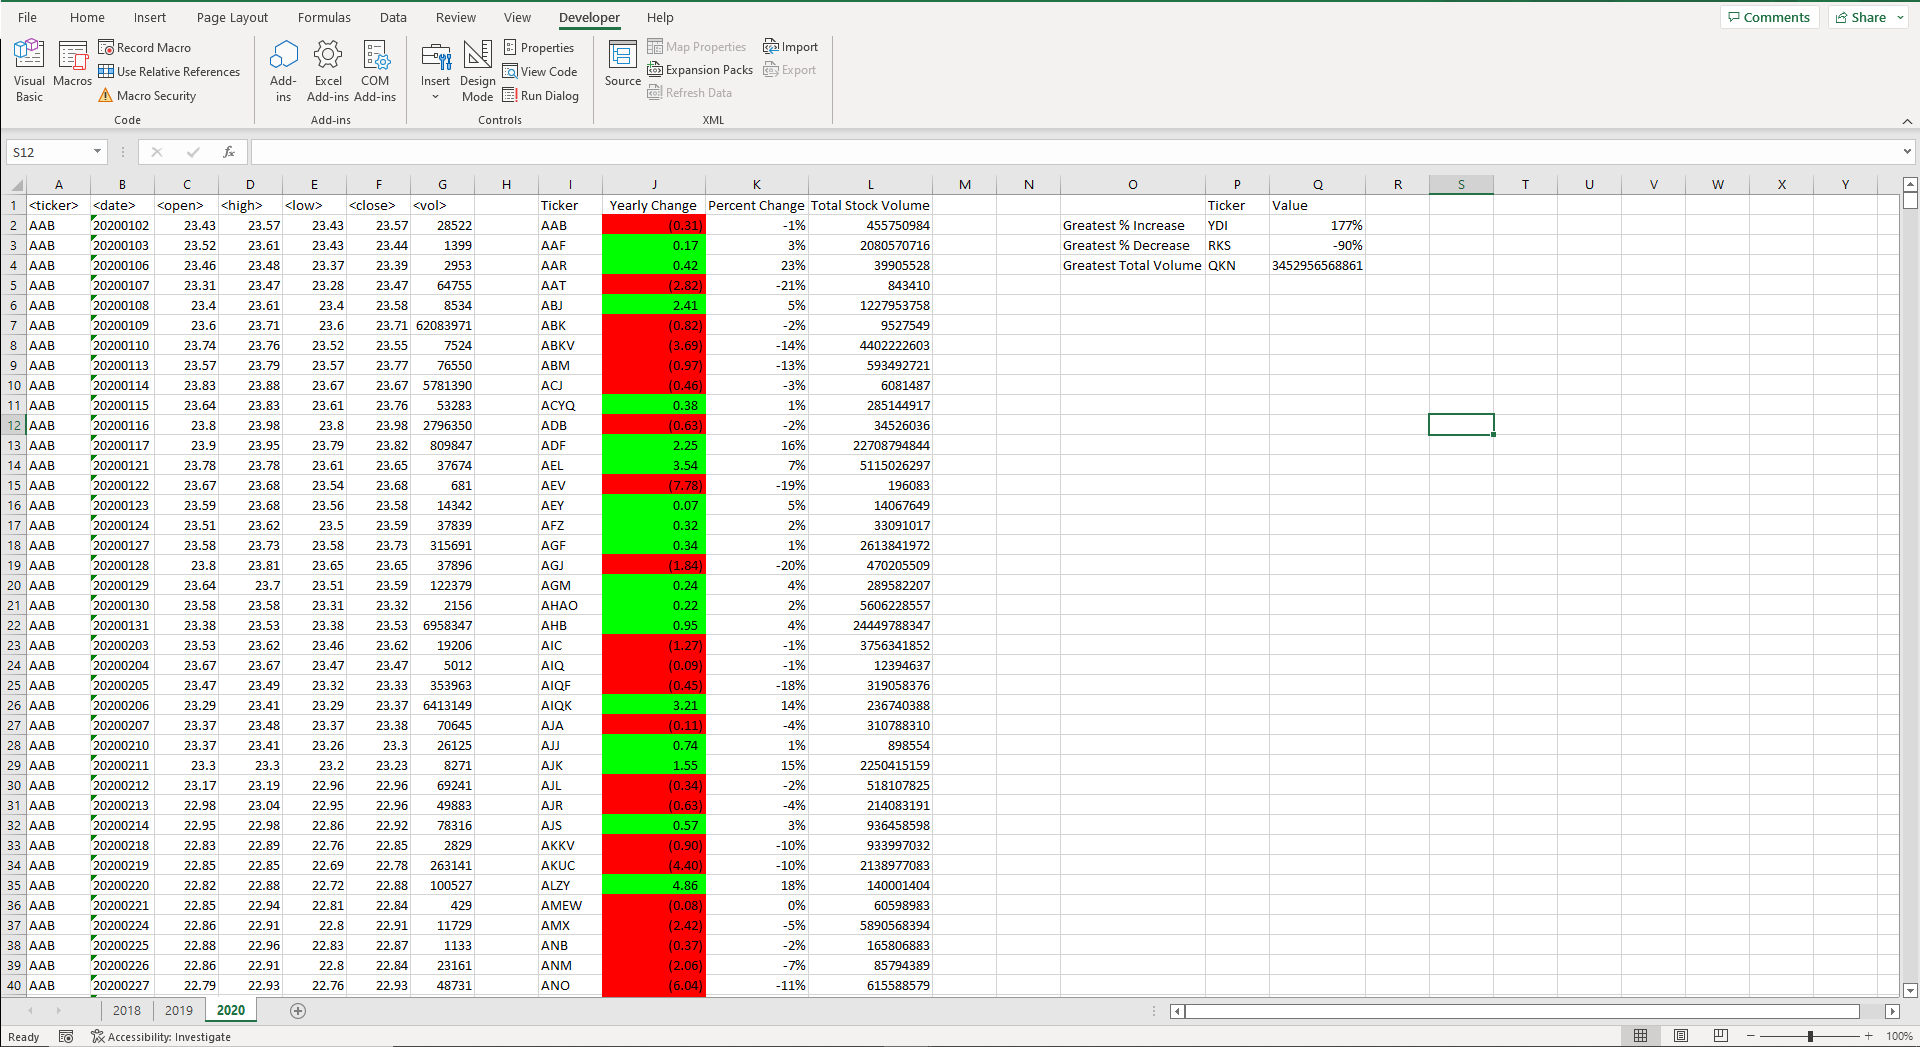 File Home Insert Page Layout Formulas Data Review View Developer Help Comments Share
Visual Basic
Macros
Record Macro
Use Relative References
Macro Security
Code
Add-ins
Excel Add-ins
COM Add-ins
Add-ins
Insert
Design Mode
Properties
View Code
Run Dialog
Controls
Source
Map Properties
Expansion Packs
Refresh Data
Import
Export
XML
S12
fx
A B C D E F G H I J K L M N O P Q R S T U V W X Y
1 <ticker> <date> <open> <high> <low> <close> <vol> Ticker Yearly Change Percent Change Total Stock Volume Ticker Value
2 AAB 20200102 23.43 23.57 23.43 23.57 28522 AAB (0.31) -1% 455750984 Greatest % Increase YDI 177%
3 AAB 20200103 23.52 23.61 23.43 23.44 1399 AAF 0.17 3% 2080570716 Greatest % Decrease RKS -90%
4 AAB 20200106 23.46 23.48 23.37 23.39 2953 AAR 0.42 23% 39905528 Greatest Total Volume QKN 3452956568861
5 AAB 20200107 23.31 23.47 23.28 23.47 64755 AAT (2.82) -21% 843410
6 AAB 20200108 23.4 23.61 23.4 23.58 8534 ABJ 2.41 5% 1227953758
7 AAB 20200109 23.6 23.71 23.6 23.71 62083971 ABK (0.82) -2% 9527549
8 AAB 20200110 23.74 23.76 23.52 23.55 7524 ABKV (3.69) -14% 4402222603
9 AAB 20200113 23.57 23.79 23.57 23.77 76550 ABM (0.97) -13% 593492721
10 AAB 20200114 23.83 23.88 23.67 23.67 5781390 ACJ (0.46) -3% 6081487
11 AAB 20200115 23.64 23.83 23.61 23.76 53283 ACYQ 0.38 1% 285144917
12 AAB 20200116 23.8 23.98 23.8 23.98 2796350 ADB (0.63) -2% 34526036
13 AAB 20200117 23.9 23.95 23.79 23.82 809847 ADF 2.25 16% 22708794844
14 AAB 20200121 23.78 23.78 23.61 23.65 37674 AEL 3.54 7% 5115026297
15 AAB 20200122 23.67 23.68 23.54 23.68 681 AEV (7.78) -19% 196083
16 AAB 20200123 23.59 23.68 23.56 23.58 14342 AEY 0.07 5% 14067649
17 AAB 20200124 23.51 23.62 23.5 23.59 37839 AFZ 0.32 2% 33091017
18 AAB 20200127 23.58 23.73 23.58 23.73 315691 AGF 0.34 1% 2613841972
19 AAB 20200128 23.8 23.81 23.65 23.65 37896 AGJ (1.84) -20% 470205509
20 AAB 20200129 23.64 23.7 23.51 23.59 122379 AGM 0.24 4% 289582207
21 AAB 20200130 23.58 23.58 23.31 23.32 2156 AHAO 0.22 2% 5606228557
22 AAB 20200131 23.38 23.53 23.38 23.53 6958347 AHB 0.95 4% 24449788347
23 AAB 20200203 23.53 23.62 23.46 23.62 19206 AIC (1.27) -1% 3756341852
24 AAB 20200204 23.67 23.67 23.47 23.47 5012 AIQ (0.09) -1% 12394637
25 AAB 20200205 23.47 23.49 23.32 23.33 353963 AIQF (0.45) -18% 319058376
26 AAB 20200206 23.29 23.41 23.29 23.37 6413149 AIQK 3.21 14% 236740388
27 AAB 20200207 23.37 23.48 23.37 23.38 70645 AJA (0.11) -4% 310788310
28 AAB 20200210 23.37 23.41 23.26 23.3 26125 AJJ 0.74 1% 898554
29 AAB 20200211 23.3 23.3 23.2 23.23 8271 AJK 1.55 15% 2250415159
30 AAB 20200212 23.17 23.19 22.96 22.96 69241 AJL (0.34) -2% 518107825
31 AAB 20200213 22.98 23.04 22.95 22.96 49883 AJR (0.63) -4% 214083191
32 AAB 20200214 22.95 22.98 22.86 22.92 78316 AJS 0.57 3% 936458598
33 AAB 20200218 22.83 22.89 22.76 22.85 2829 AKKV (0.90) -10% 933997032
34 AAB 20200219 22.85 22.85 22.69 22.78 263141 AKUC (4.40) -10% 2138977083
35 AAB 20200220 22.82 22.88 22.72 22.88 100527 ALZY 4.86 18% 140001404
36 AAB 20200221 22.85 22.94 22.81 22.84 429 AMEW (0.08) 0% 60598983
37 AAB 20200224 22.86 22.91 22.8 22.91 11729 AMX (2.42) -5% 5890568394
38 AAB 20200225 22.88 22.96 22.83 22.87 1133 ANB (0.37) -2% 165806883
39 AAB 20200226 22.86 22.91 22.8 22.84 23161 ANM (2.06) -7% 85794389
40 AAB 20200227 22.79 22.93 22.76 22.93 48731 ANO (6.04) -11% 615588579
2018 2019 2020
Ready Accessibility: Investigate 100%